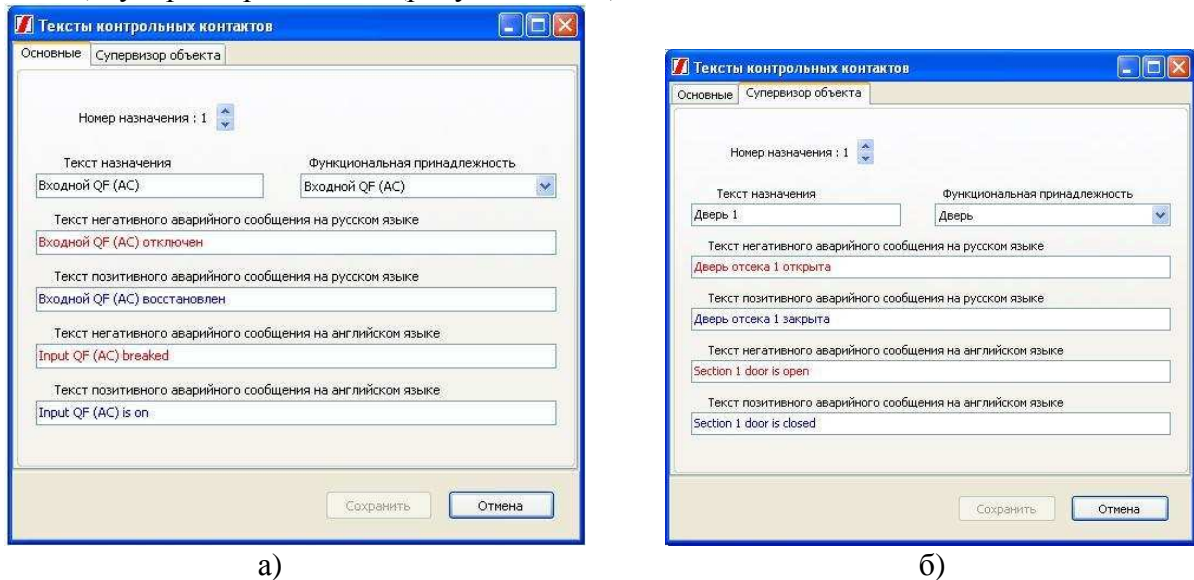 Тексты контрольных контактов
Основные Супервизор объекта
Номер назначения : 1
Текст назначения Функциональная принадлежность
Входной QF (AC) Входной QF (AC)
Текст негативного аварийного сообщения на русском языке
Входной QF (AC) отключен
Текст позитивного аварийного сообщения на русском языке
Входной QF (AC) восстановлен
Текст негативного аварийного сообщения на английском языке
Input QF (AC) breaked
Текст позитивного аварийного сообщения на английском языке
Input QF (AC) is on
Сохранить Отмена
а)
Тексты контрольных контактов
Основные Супервизор объекта
Номер назначения : 1
Текст назначения Функциональная принадлежность
Дверь 1 Дверь
Текст негативного аварийного сообщения на русском языке
Дверь отсека 1 открыта
Текст позитивного аварийного сообщения на русском языке
Дверь отсека 1 закрыта
Текст негативного аварийного сообщения на английском языке
Section 1 door is open
Текст позитивного аварийного сообщения на английском языке
Section 1 door is closed
Сохранить Отмена
б)